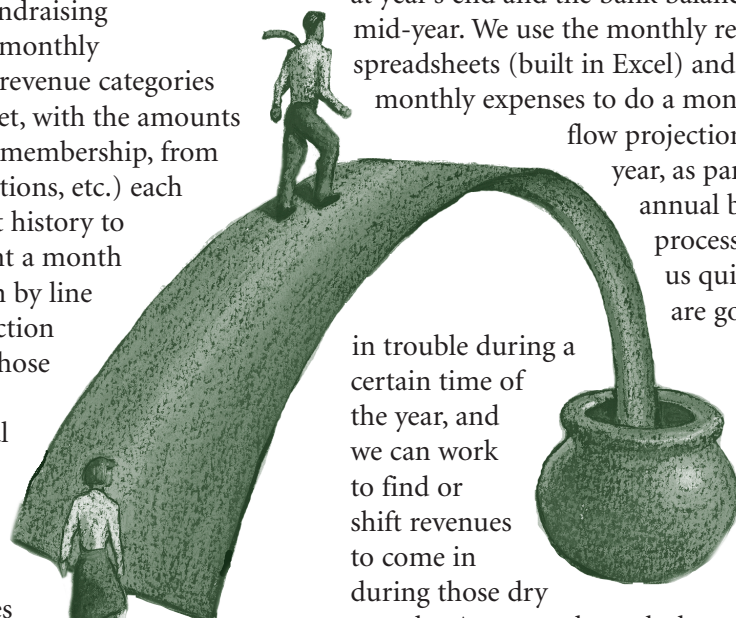 ndraising
monthly
revenue categories
et, with the amounts
membership, from
tions, etc.) each
t history to
nt a month
n by line
ction
hose
l
es
at year's end and the bank balanc
mid-year. We use the monthly re
spreadsheets (built in Excel) and
monthly expenses to do a mon
flow projection
year, as par
annual b
process
us qui
are go
in trouble during a
certain time of
the year, and
we can work
to find or
shift revenues
to come in
during those dry